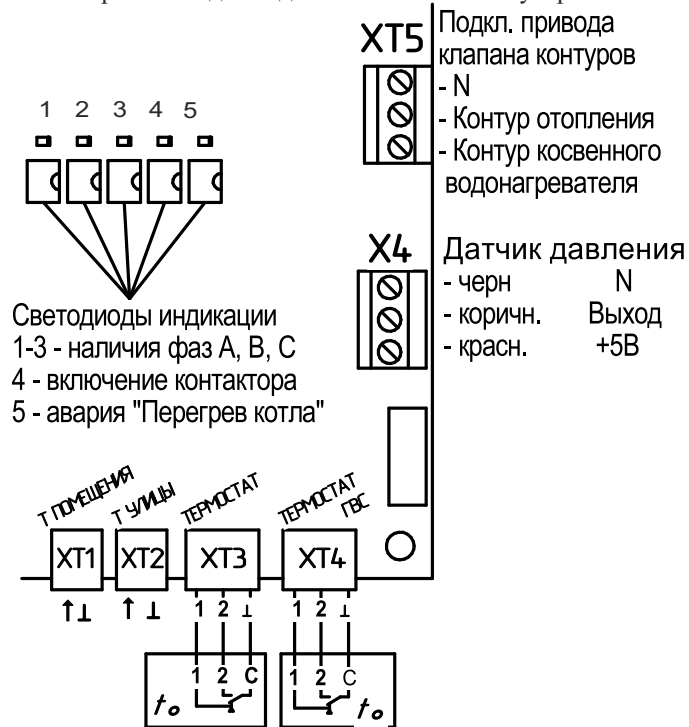 XT5
Подкл. привода
клапана контуров
- N
- Контур отопления
- Контур косвенного
водонагревателя
1 2 3 4 5
X4
Датчик давления
- черн N
- коричн. Выход
- красн. +5В
Светодиоды индикации
1-3 - наличия фаз А, В, С
4 - включение контактора
5 - авария "Перегрев котла"
Т ПОМЕЩЕНИЯ
Т УЛИЦЫ
ТЕРМОСТАТ
ТЕРМОСТАТ
ГВС
XT1 XT2 XT3 XT4
↑⊥ ↑ ⊥ 1 2 ⊥ 1 2 ⊥
1 2 C 1 2 C
to to